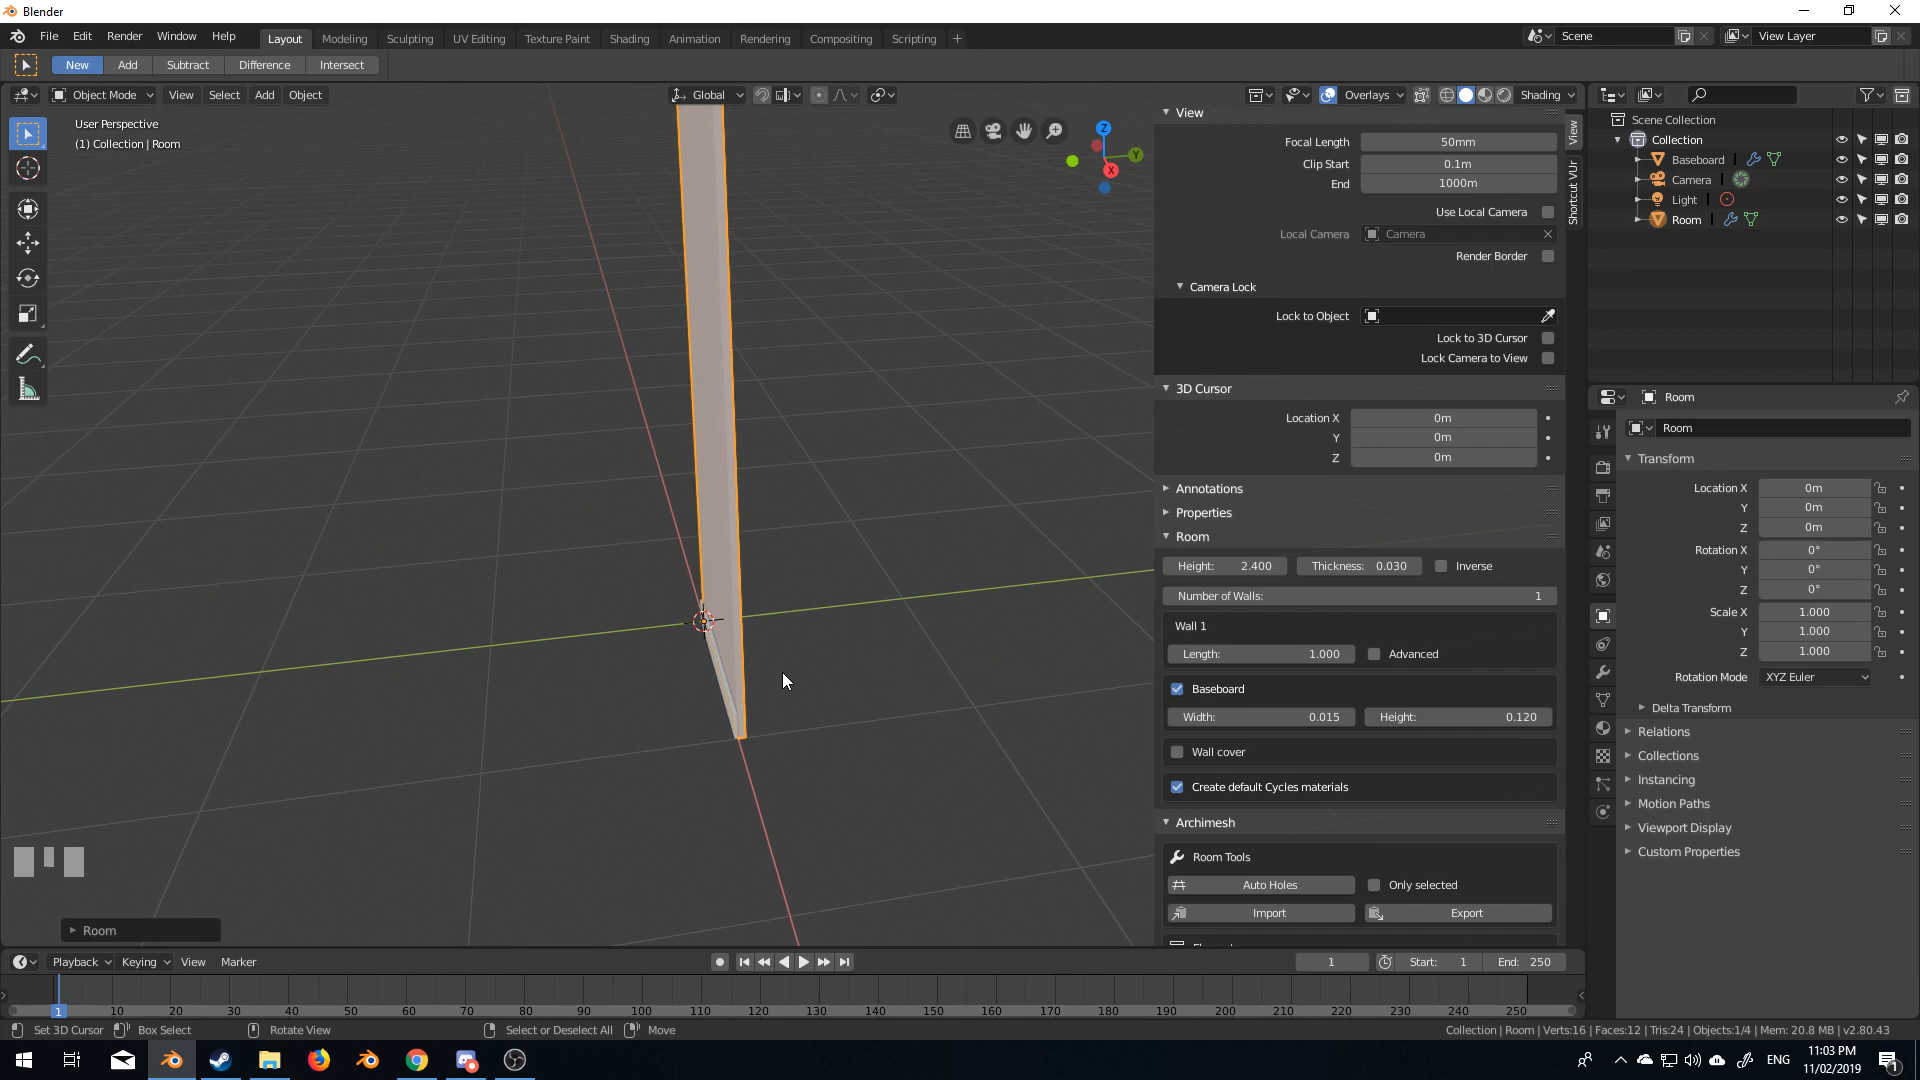 Blender
File Edit Render Window Help
Layout Modeling Sculpting UV Editing Texture Paint Shading Animation Rendering Compositing Scripting +
Scene
View Layer
New Add Subtract Difference Intersect
Object Mode View Select Add Object
Global
Overlays
Shading
User Perspective
(1) Collection | Room
Z
Y
X
View
Focal Length 50mm
Clip Start 0.1m
End 1000m
Use Local Camera
Local Camera Camera
Render Border
Camera Lock
Lock to Object
Lock to 3D Cursor
Lock Camera to View
3D Cursor
Location X 0m
Y 0m
Z 0m
Annotations
Properties
Room
Height: 2.400 Thickness: 0.030 Inverse
Number of Walls: 1
Wall 1
Length: 1.000 Advanced
Baseboard
Width: 0.015 Height: 0.120
Wall cover
Create default Cycles materials
Archimesh
Room Tools
Auto Holes Only selected
Import Export
View
Shortcut VUr
Scene Collection
Collection
Baseboard
Camera
Light
Room
Room
Room
Transform
Location X 0m
Y 0m
Z 0m
Rotation X 0°
Y 0°
Z 0°
Scale X 1.000
Y 1.000
Z 1.000
Rotation Mode XYZ Euler
Delta Transform
Relations
Collections
Instancing
Motion Paths
Viewport Display
Custom Properties
Room
Playback Keying View Marker
1 Start: 1 End: 250
1 10 20 30 40 50 60 70 80 90 100 110 120 130 140 150 160 170 180 190 200 210 220 230 240 250
Set 3D Cursor Box Select Rotate View Select or Deselect All Move
Collection | Room | Verts:16 | Faces:12 | Tris:24 | Objects:1/4 | Mem: 20.8 MB | v2.80.43
ENG
11:03 PM
11/02/2019
1